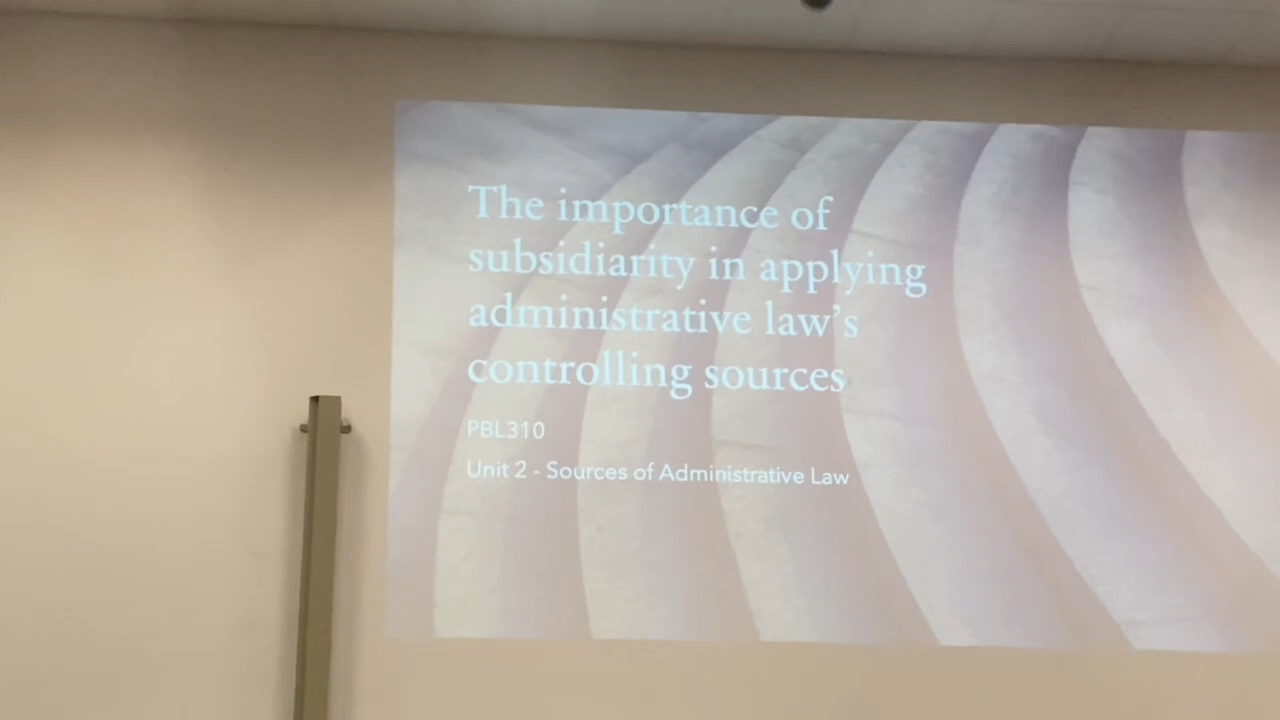 The importance of
subsidiarity in applying
administrative law's
controlling sources
PBL310
Unit 2 - Sources of Administrative Law